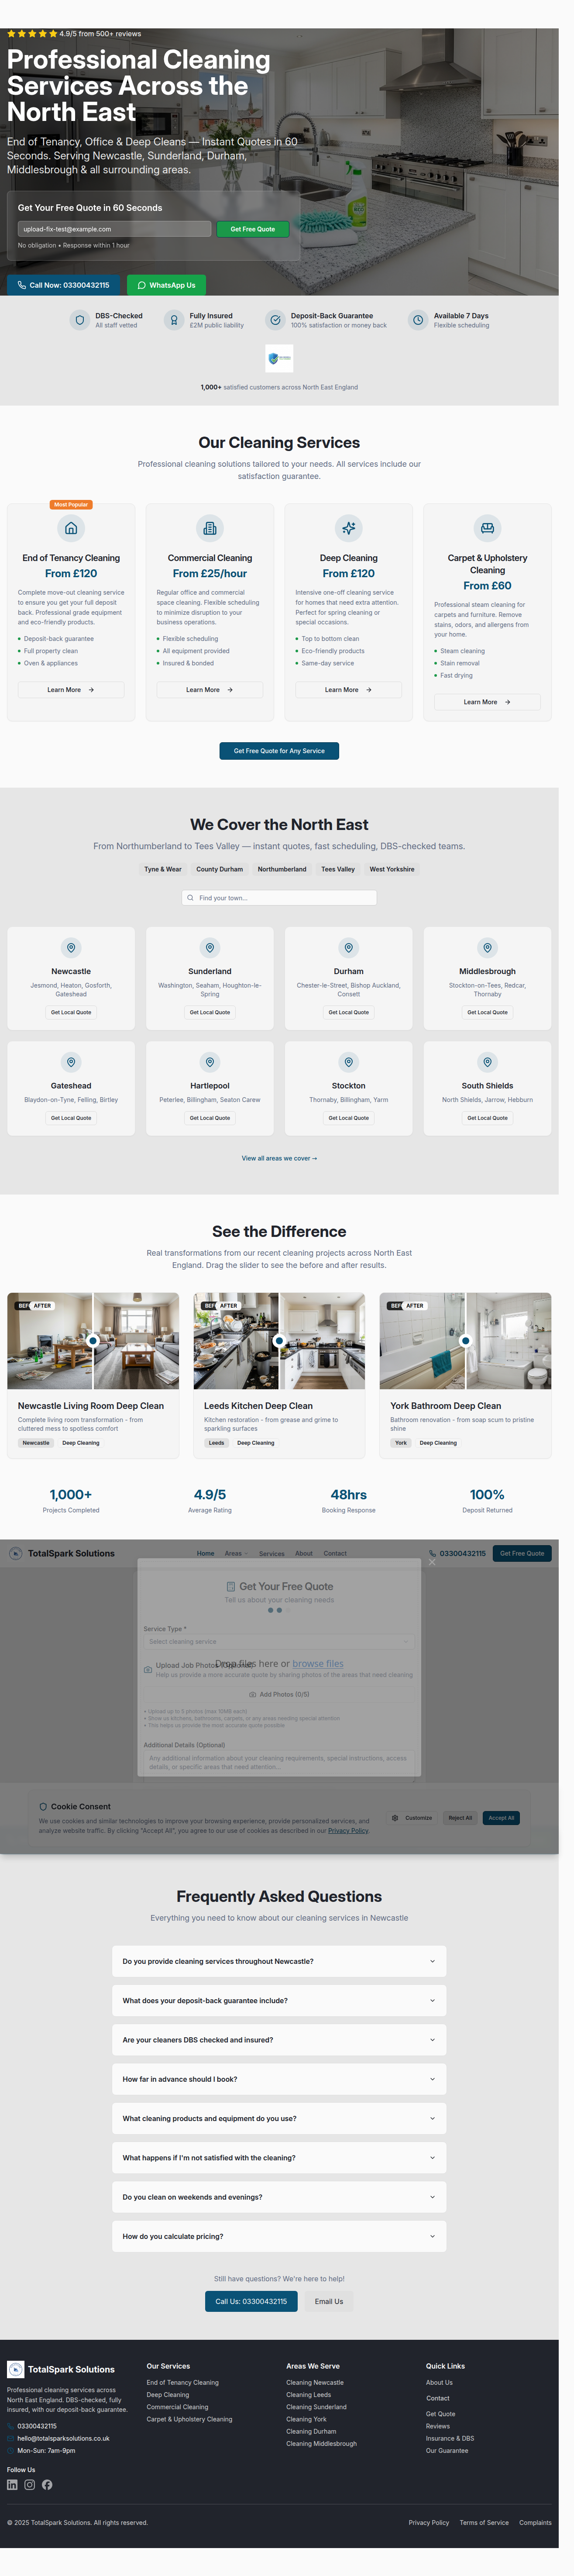 4.9/5 from 500+ reviews
Professional Cleaning
Services Across the
North East
End of Tenancy, Office & Deep Cleans — Instant Quotes in 60
Seconds. Serving Newcastle, Sunderland, Durham,
Middlesbrough & all surrounding areas.
Get Your Free Quote in 60 Seconds
upload-fix-test@example.com
Get Free Quote
No obligation • Response within 1 hour
Call Now: 03300432115
WhatsApp Us
DBS-Checked
All staff vetted
Fully Insured
£2M public liability
Deposit-Back Guarantee
100% satisfaction or money back
Available 7 Days
Flexible scheduling
1,000+ satisfied customers across North East England
Our Cleaning Services
Professional cleaning solutions tailored to your needs. All services include our
satisfaction guarantee.
Most Popular
End of Tenancy Cleaning
From £120
Complete move-out cleaning service
to ensure you get your full deposit
back. Professional grade equipment
and eco-friendly products.
Deposit-back guarantee
Full property clean
Oven & appliances
Learn More
Commercial Cleaning
From £25/hour
Regular office and commercial
space cleaning. Flexible scheduling
to minimize disruption to your
business operations.
Flexible scheduling
All equipment provided
Insured & bonded
Learn More
Deep Cleaning
From £120
Intensive one-off cleaning service
for homes that need extra attention.
Perfect for spring cleaning or
special occasions.
Top to bottom clean
Eco-friendly products
Same-day service
Learn More
Carpet & Upholstery
Cleaning
From £60
Professional steam cleaning for
carpets and furniture. Remove
stains, odors, and allergens from
your home.
Steam cleaning
Stain removal
Fast drying
Learn More
Get Free Quote for Any Service
We Cover the North East
From Northumberland to Tees Valley — instant quotes, fast scheduling, DBS-checked teams.
Tyne & Wear
County Durham
Northumberland
Tees Valley
West Yorkshire
Find your town...
Newcastle
Jesmond, Heaton, Gosforth,
Gateshead
Get Local Quote
Sunderland
Washington, Seaham, Houghton-le-
Spring
Get Local Quote
Durham
Chester-le-Street, Bishop Auckland,
Consett
Get Local Quote
Middlesbrough
Stockton-on-Tees, Redcar,
Thornaby
Get Local Quote
Gateshead
Blaydon-on-Tyne, Felling, Birtley
Get Local Quote
Hartlepool
Peterlee, Billingham, Seaton Carew
Get Local Quote
Stockton
Thornaby, Billingham, Yarm
Get Local Quote
South Shields
North Shields, Jarrow, Hebburn
Get Local Quote
View all areas we cover →
See the Difference
Real transformations from our recent cleaning projects across North East
England. Drag the slider to see the before and after results.
BEF AFTER
Newcastle Living Room Deep Clean
Complete living room transformation - from
cluttered mess to spotless comfort
Newcastle
Deep Cleaning
BEF AFTER
Leeds Kitchen Deep Clean
Kitchen restoration - from grease and grime to
sparkling surfaces
Leeds
Deep Cleaning
BEF AFTER
York Bathroom Deep Clean
Bathroom renovation - from soap scum to pristine
shine
York
Deep Cleaning
1,000+
Projects Completed
4.9/5
Average Rating
48hrs
Booking Response
100%
Deposit Returned
TotalSpark Solutions
Home
Areas
Services
About
Contact
03300432115
Get Free Quote
Get Your Free Quote
Tell us about your cleaning needs
Service Type *
Select cleaning service
Drop files here or browse files
Upload Job Photos
Help us provide a more accurate quote by sharing photos of the areas that need cleaning
Add Photos (0/5)
• Upload up to 5 photos (max 10MB each)
• Show us kitchens, bathrooms, carpets, or any areas needing special attention
• This helps us provide the most accurate quote possible
Additional Details (Optional)
Any additional information about your cleaning requirements, special instructions, access
details, or specific areas that need attention...
Cookie Consent
We use cookies and similar technologies to improve your browsing experience, provide personalized services, and
analyze website traffic. By clicking "Accept All", you agree to our use of cookies as described in our Privacy Policy.
Customize
Reject All
Accept All
Frequently Asked Questions
Everything you need to know about our cleaning services in Newcastle
Do you provide cleaning services throughout Newcastle?
What does your deposit-back guarantee include?
Are your cleaners DBS checked and insured?
How far in advance should I book?
What cleaning products and equipment do you use?
What happens if I'm not satisfied with the cleaning?
Do you clean on weekends and evenings?
How do you calculate pricing?
Still have questions? We're here to help!
Call Us: 03300432115
Email Us
TotalSpark Solutions
Professional cleaning services across
North East England. DBS-checked, fully
insured, with our deposit-back guarantee.
03300432115
hello@totalsparksolutions.co.uk
Mon-Sun: 7am-9pm
Follow Us
Our Services
End of Tenancy Cleaning
Deep Cleaning
Commercial Cleaning
Carpet & Upholstery Cleaning
Areas We Serve
Cleaning Newcastle
Cleaning Leeds
Cleaning Sunderland
Cleaning York
Cleaning Durham
Cleaning Middlesbrough
Quick Links
About Us
Contact
Get Quote
Reviews
Insurance & DBS
Our Guarantee
© 2025 TotalSpark Solutions. All rights reserved.
Privacy Policy
Terms of Service
Complaints